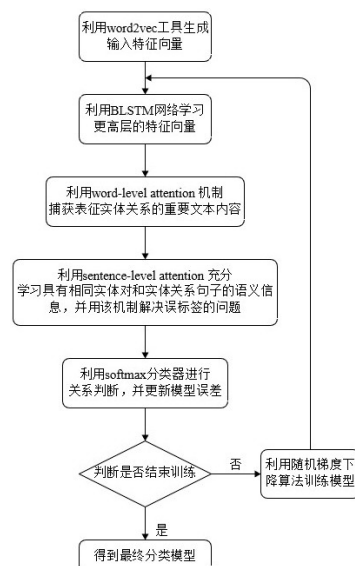 利用word2vec工具生成
输入特征向量
利用BLSTM网络学习
更高层的特征向量
利用word-level attention 机制
捕获表征实体关系的重要文本内容
利用sentence-level attention 充分
学习具有相同实体对和实体关系句子的语义信
息，并用该机制解决误标签的问题
利用softmax分类器进行
关系判断，并更新模型误差
判断是否结束训练
否
利用随机梯度下
降算法训练模型
是
得到最终分类模型